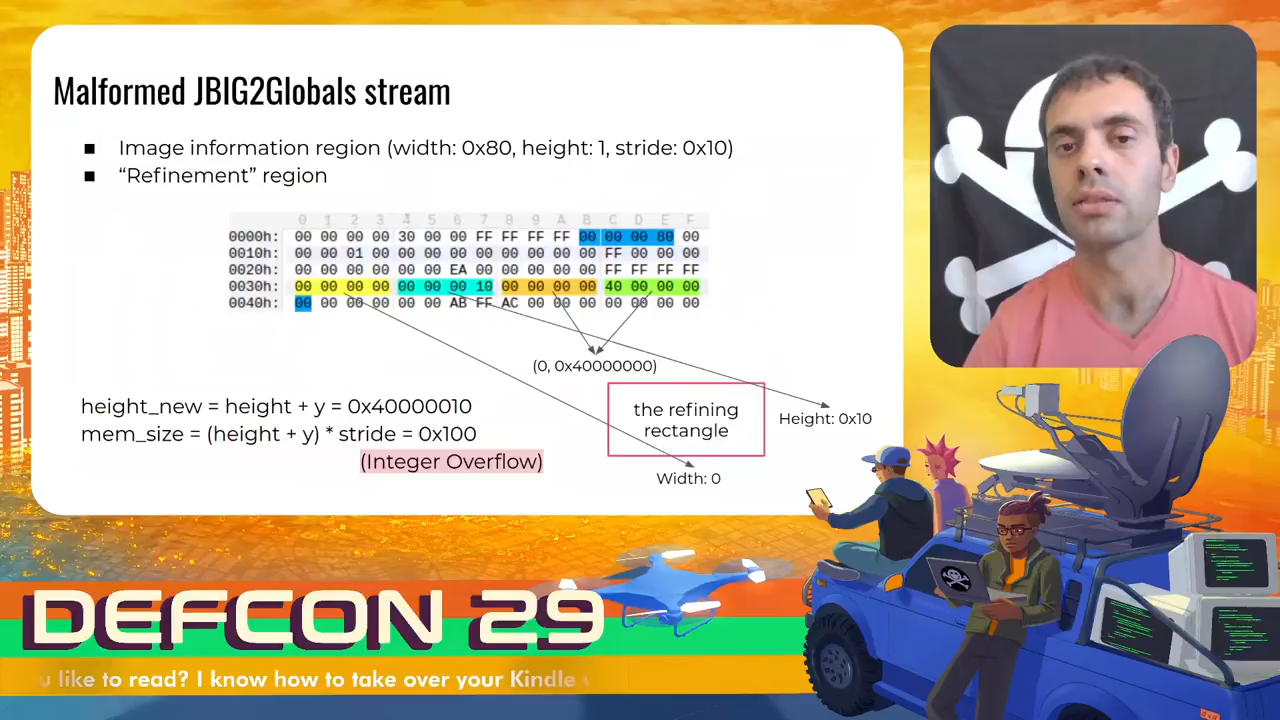 Malformed JBIG2Globals stream
■ Image information region (width: 0x80, height: 1, stride: 0x10)
■ “Refinement” region
0 1 2 3 4 5 6 7 8 9 A B C D E F
0000h: 00 00 00 00 30 00 00 FF FF FF FF 00 00 00 80 00
0010h: 00 00 01 00 00 00 00 00 00 00 00 00 FF 00 00 00
0020h: 00 00 00 00 00 00 EA 00 00 00 00 00 FF FF FF FF
0030h: 00 00 00 00 00 00 00 10 00 00 00 00 40 00 00 00
0040h: 00 00 00 00 00 00 AB FF AC 00 00 00 00 00 00 00
(0, 0x40000000)
height_new = height + y = 0x40000010
mem_size = (height + y) * stride = 0x100
(Integer Overflow)
the refining
rectangle
Height: 0x10
Width: 0
DEFCON 29
u like to read? I know how to take over your Kindle